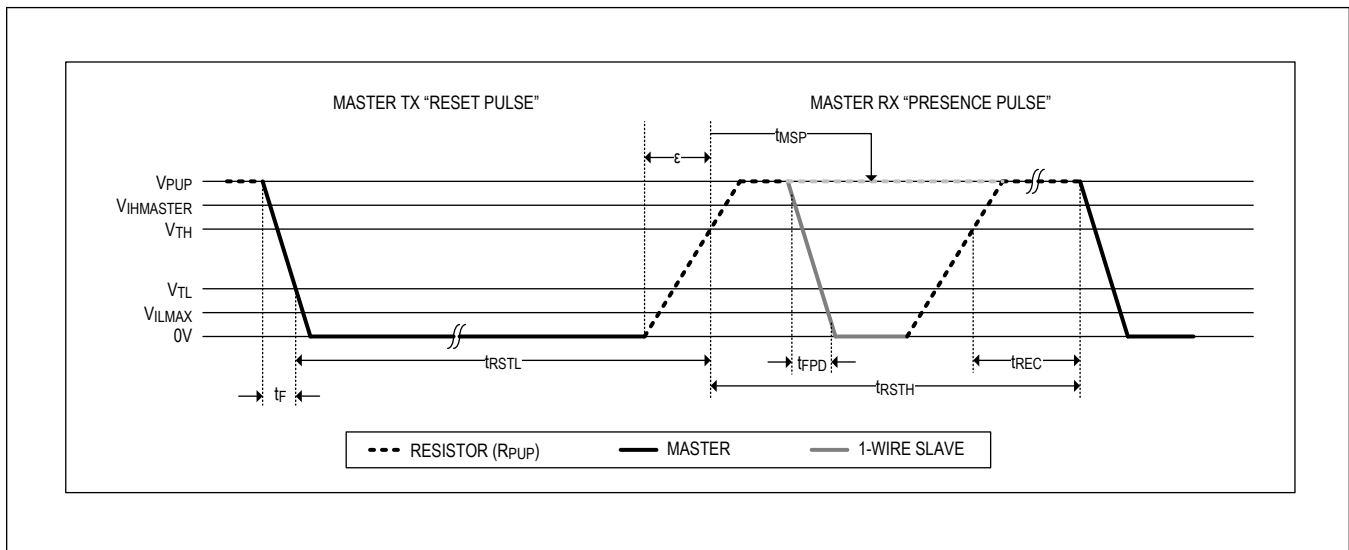 MASTER TX “RESET PULSE”
MASTER RX “PRESENCE PULSE”
tMSP
ε
VPUP
VIHMASTER
VTH
VTL
VILMAX
0V
tF
tRSTL
tFPD
tREC
tRSTH
RESISTOR (RPUP)
MASTER
1-WIRE SLAVE